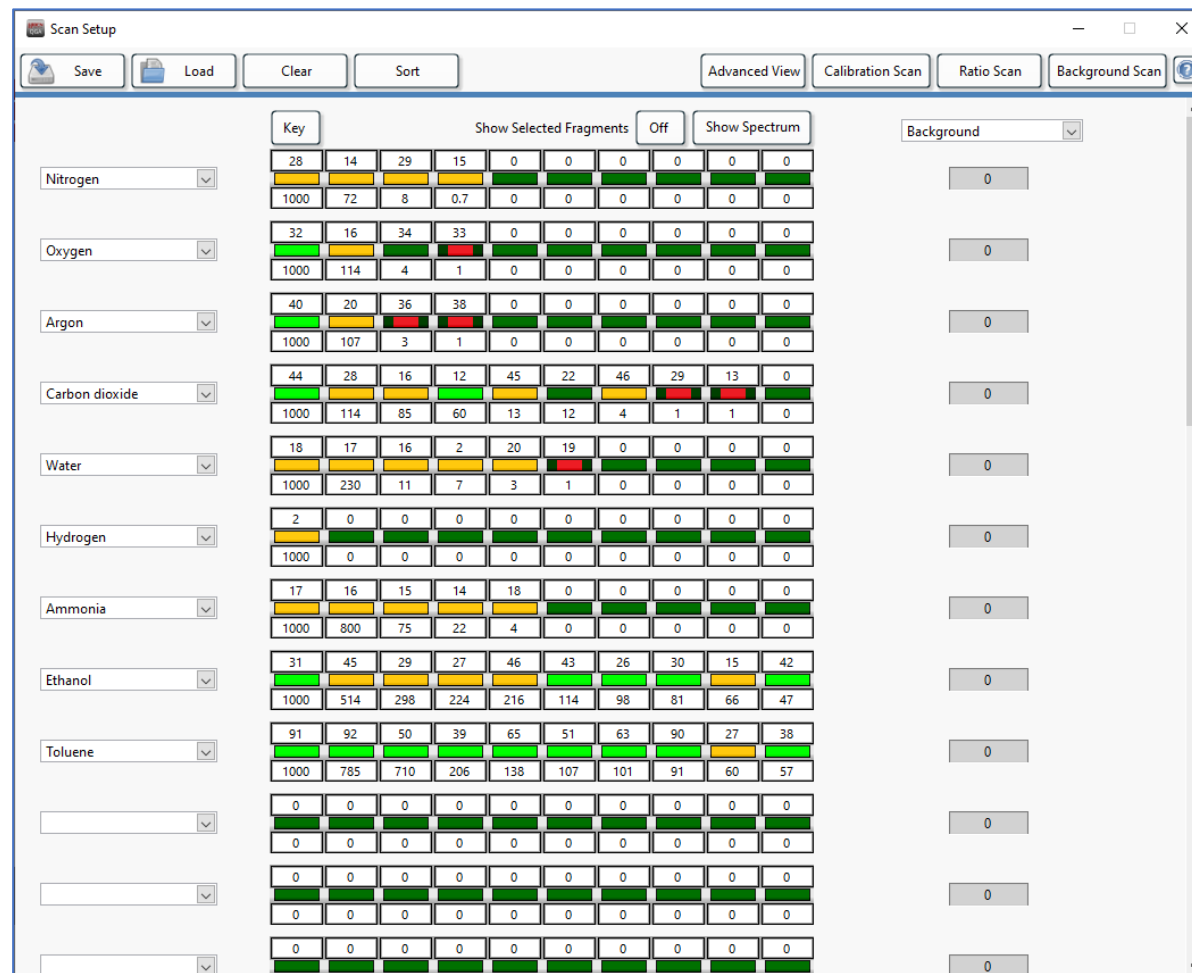 Scan Setup
Save Load Clear Sort Advanced View Calibration Scan Ratio Scan Background Scan
Key Show Selected Fragments Off Show Spectrum Background
28 14 29 15 0 0 0 0 0 0
Nitrogen 0
1000 72 8 0.7 0 0 0 0 0 0
32 16 34 33 0 0 0 0 0 0
Oxygen 0
1000 114 4 1 0 0 0 0 0 0
40 20 36 38 0 0 0 0 0 0
Argon 0
1000 107 3 1 0 0 0 0 0 0
44 28 16 12 45 22 46 29 13 0
Carbon dioxide 0
1000 114 85 60 13 12 4 1 1 0
18 17 16 2 20 19 0 0 0 0
Water 0
1000 230 11 7 3 1 0 0 0 0
2 0 0 0 0 0 0 0 0 0
Hydrogen 0
1000 0 0 0 0 0 0 0 0 0
17 16 15 14 18 0 0 0 0 0
Ammonia 0
1000 800 75 22 4 0 0 0 0 0
31 45 29 27 46 43 26 30 15 42
Ethanol 0
1000 514 298 224 216 114 98 81 66 47
91 92 50 39 65 51 63 90 27 38
Toluene 0
1000 785 710 206 138 107 101 91 60 57
0 0 0 0 0 0 0 0 0 0
0
0 0 0 0 0 0 0 0 0 0
0 0 0 0 0 0 0 0 0 0
0
0 0 0 0 0 0 0 0 0 0
0 0 0 0 0 0 0 0 0 0
0